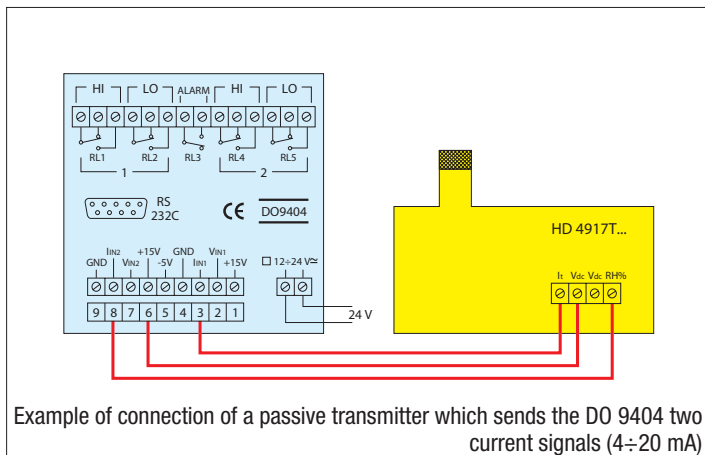 HI LO ALARM HI LO
RL1 RL2 RL3 RL4 RL5
1 2
RS
232C
CE DO9404
IIN2 +15V GND VIN1
GND VIN2 -5V IIN1 +15V
12÷24 V≂
9 8 7 6 5 4 3 2 1
24 V
HD 4917T...
It Vdc Vdc RH%
Example of connection of a passive transmitter which sends the DO 9404 two
current signals (4÷20 mA)